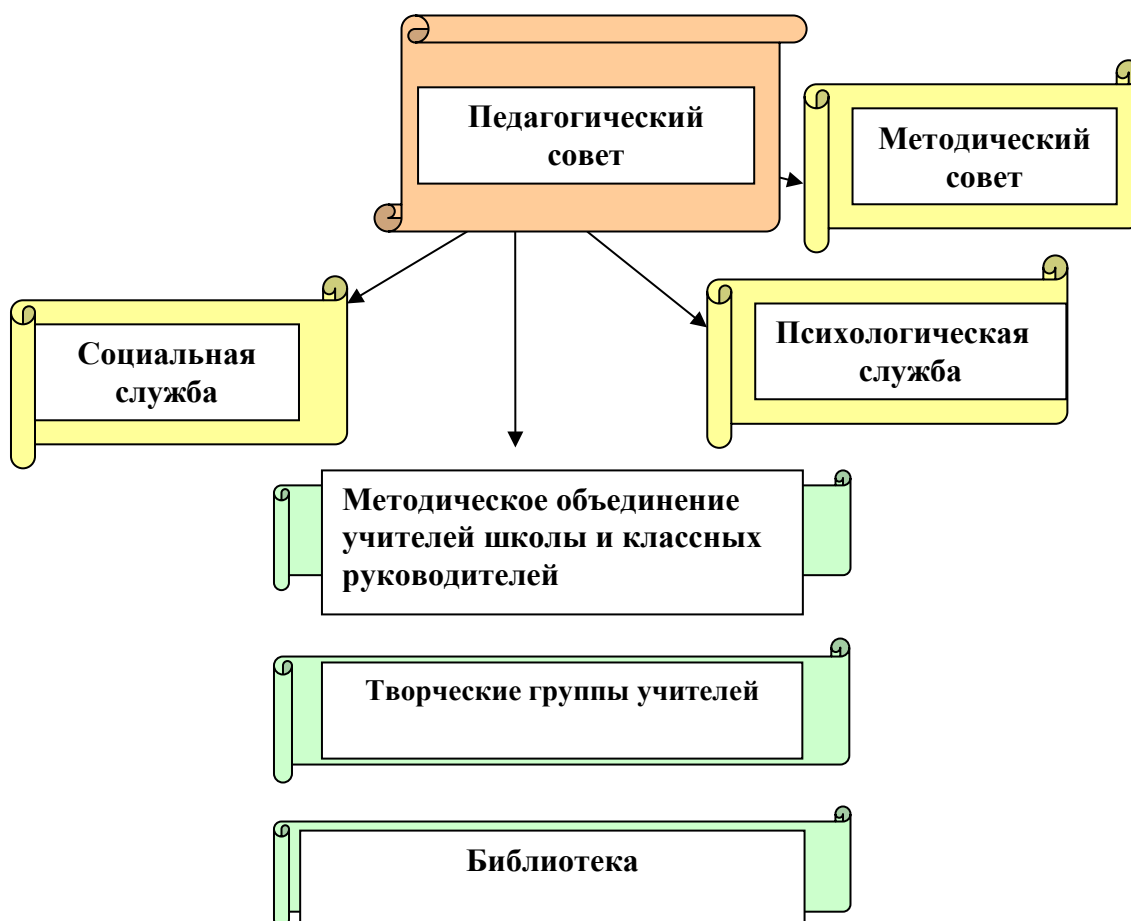 Педагогический
совет
Методический
совет
Социальная
служба
Психологическая
служба
Методическое объединение
учителей школы и классных
руководителей
Творческие группы учителей
Библиотека